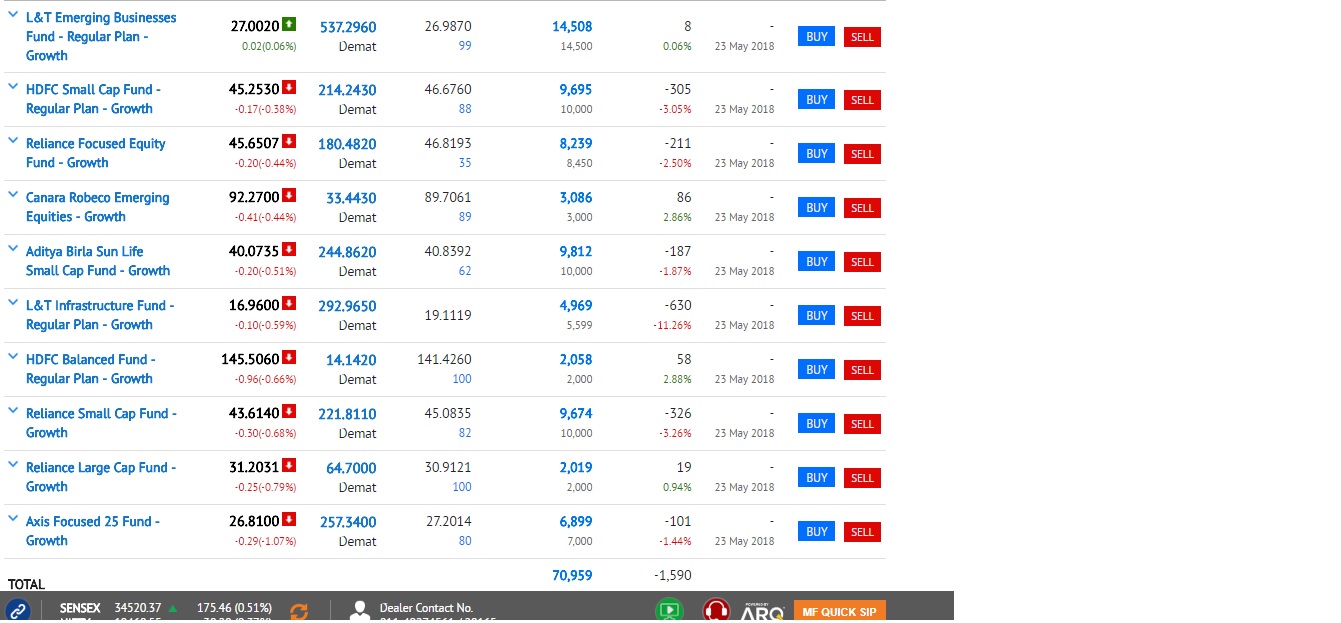 L&T Emerging Businesses 27.0020 537.2960 26.9870 14,508 8 -
Fund - Regular Plan - 0.02(0.06%) Demat 99 14,500 0.06% 23 May 2018 BUY SELL
Growth
HDFC Small Cap Fund - 45.2530 214.2430 46.6760 9,695 -305 -
Regular Plan - Growth -0.17(-0.38%) Demat 88 10,000 -3.05% 23 May 2018 BUY SELL
Reliance Focused Equity 45.6507 180.4820 46.8193 8,239 -211 -
Fund - Growth -0.20(-0.44%) Demat 35 8,450 -2.50% 23 May 2018 BUY SELL
Canara Robeco Emerging 92.2700 33.4430 89.7061 3,086 86 -
Equities - Growth -0.41(-0.44%) Demat 89 3,000 2.86% 23 May 2018 BUY SELL
Aditya Birla Sun Life 40.0735 244.8620 40.8392 9,812 -187 -
Small Cap Fund - Growth -0.20(-0.51%) Demat 62 10,000 -1.87% 23 May 2018 BUY SELL
L&T Infrastructure Fund - 16.9600 292.9650 19.1119 4,969 -630 -
Regular Plan - Growth -0.10(-0.59%) Demat 5,599 -11.26% 23 May 2018 BUY SELL
HDFC Balanced Fund - 145.5060 14.1420 141.4260 2,058 58 -
Regular Plan - Growth -0.96(-0.66%) Demat 100 2,000 2.88% 23 May 2018 BUY SELL
Reliance Small Cap Fund - 43.6140 221.8110 45.0835 9,674 -326 -
Growth -0.30(-0.68%) Demat 82 10,000 -3.26% 23 May 2018 BUY SELL
Reliance Large Cap Fund - 31.2031 64.7000 30.9121 2,019 19 -
Growth -0.25(-0.79%) Demat 100 2,000 0.94% 23 May 2018 BUY SELL
Axis Focused 25 Fund - 26.8100 257.3400 27.2014 6,899 -101 -
Growth -0.29(-1.07%) Demat 80 7,000 -1.44% 23 May 2018 BUY SELL
TOTAL 70,959 -1,590
SENSEX 34520.37 175.46 (0.51%) Dealer Contact No. POWERED BY ARQ MF QUICK SIP